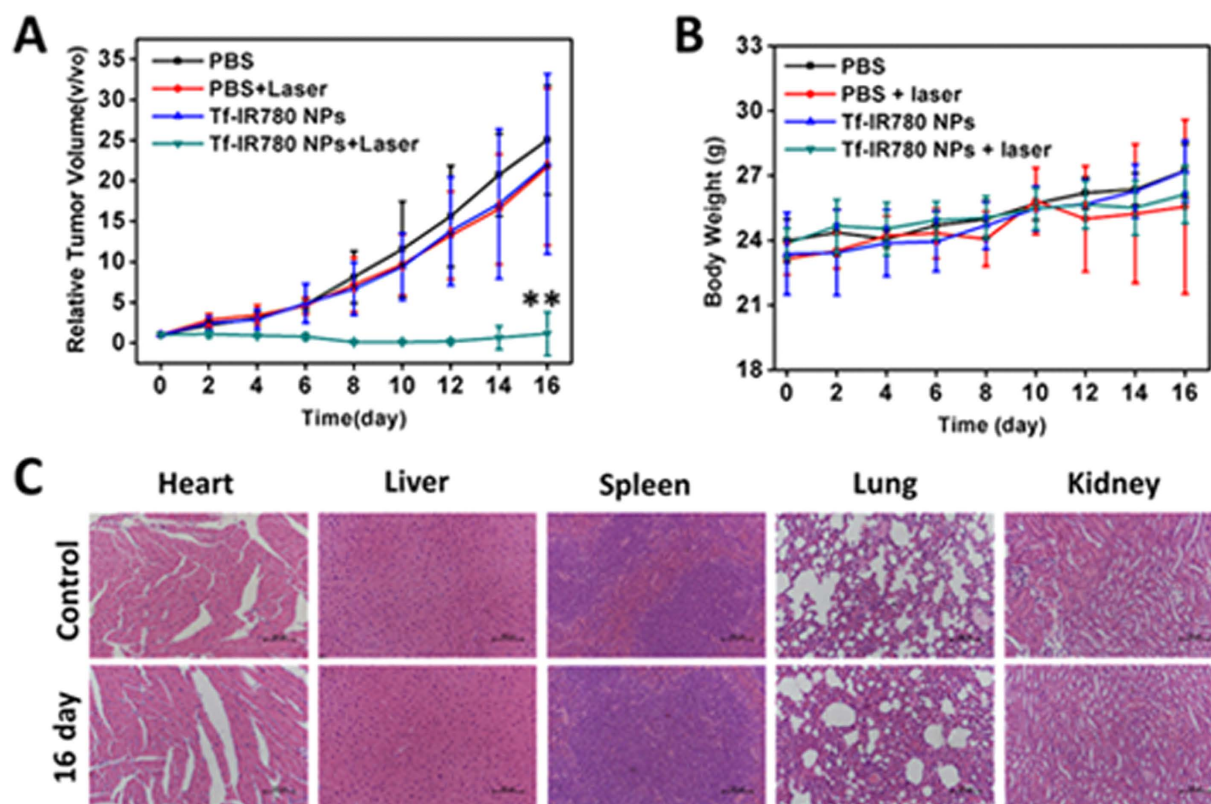 A
Relative Tumor Volume(v/vo)
35
30
25
20
15
10
5
0
PBS
PBS+Laser
Tf-IR780 NPs
Tf-IR780 NPs+Laser
**
0 2 4 6 8 10 12 14 16
Time(day)
B
Body Weight (g)
33
30
27
24
21
18
PBS
PBS + laser
Tf-IR780 NPs
Tf-IR780 NPs + laser
0 2 4 6 8 10 12 14 16
Time (day)
C
Heart Liver Spleen Lung Kidney
Control
16 day